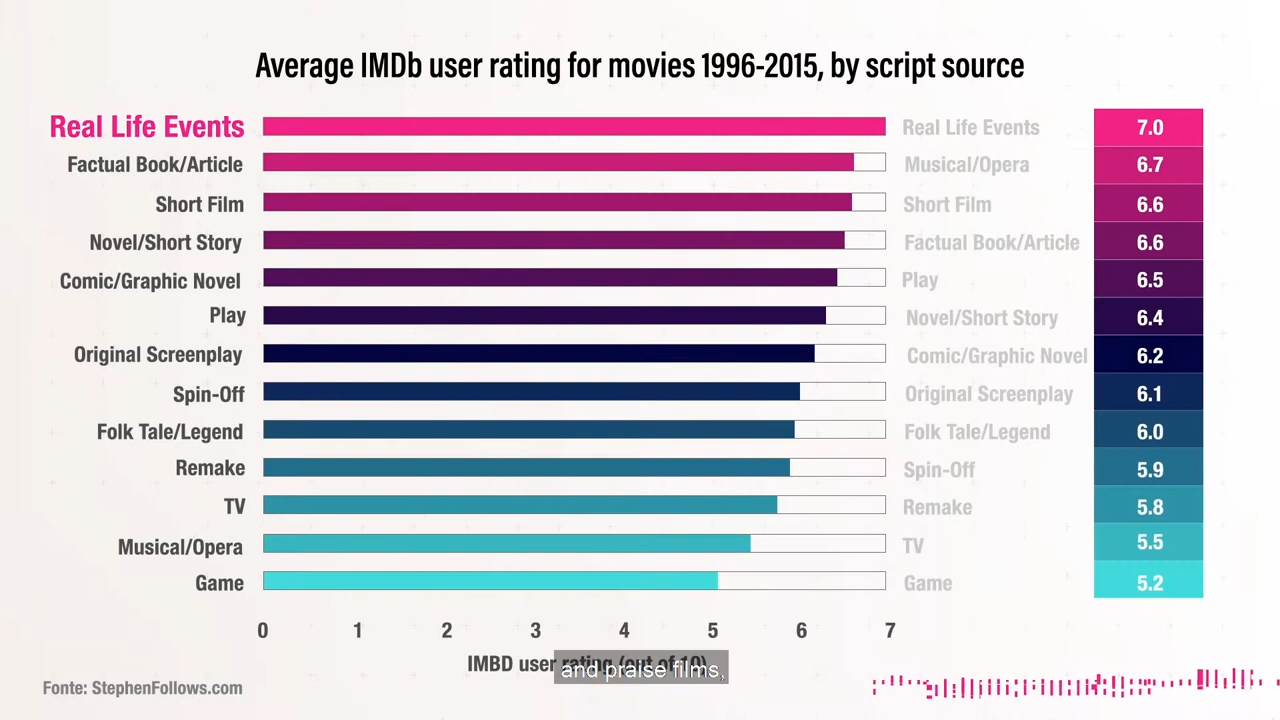 Average IMDb user rating for movies 1996-2015, by script source
Real Life Events Real Life Events 7.0
Factual Book/Article Musical/Opera 6.7
Short Film Short Film 6.6
Novel/Short Story Factual Book/Article 6.6
Comic/Graphic Novel Play 6.5
Play Novel/Short Story 6.4
Original Screenplay Comic/Graphic Novel 6.2
Spin-Off Original Screenplay 6.1
Folk Tale/Legend Folk Tale/Legend 6.0
Remake Spin-Off 5.9
TV Remake 5.8
Musical/Opera TV 5.5
Game Game 5.2
0 1 2 3 4 5 6 7
IMBD user rating (out of 10)
and praise films,
Fonte: StephenFollows.com